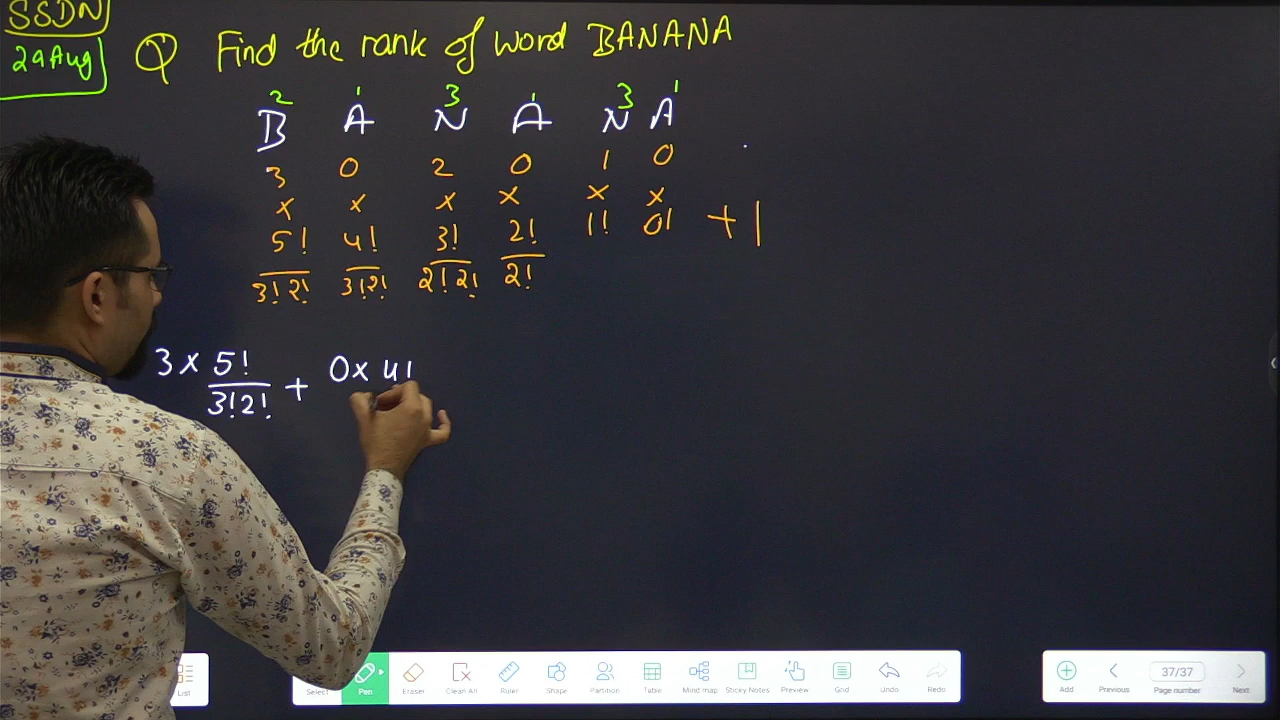 SSDN
29 Aug
Q Find the rank of word BANANA
2 1 3 1 3 1
B A N A N A
3 0 2 0 1 0
x x x x x x
5! 4! 3! 2! 1! 0! + 1
3!2! 3!2! 2!2! 2!
3 x 5! + 0 x 4!
3!2!
List
Select Pen Eraser Clean All Ruler Shape Partition Table Mind map Sticky Notes Preview Grid Undo Redo
37/37
Add Previous Page number Next